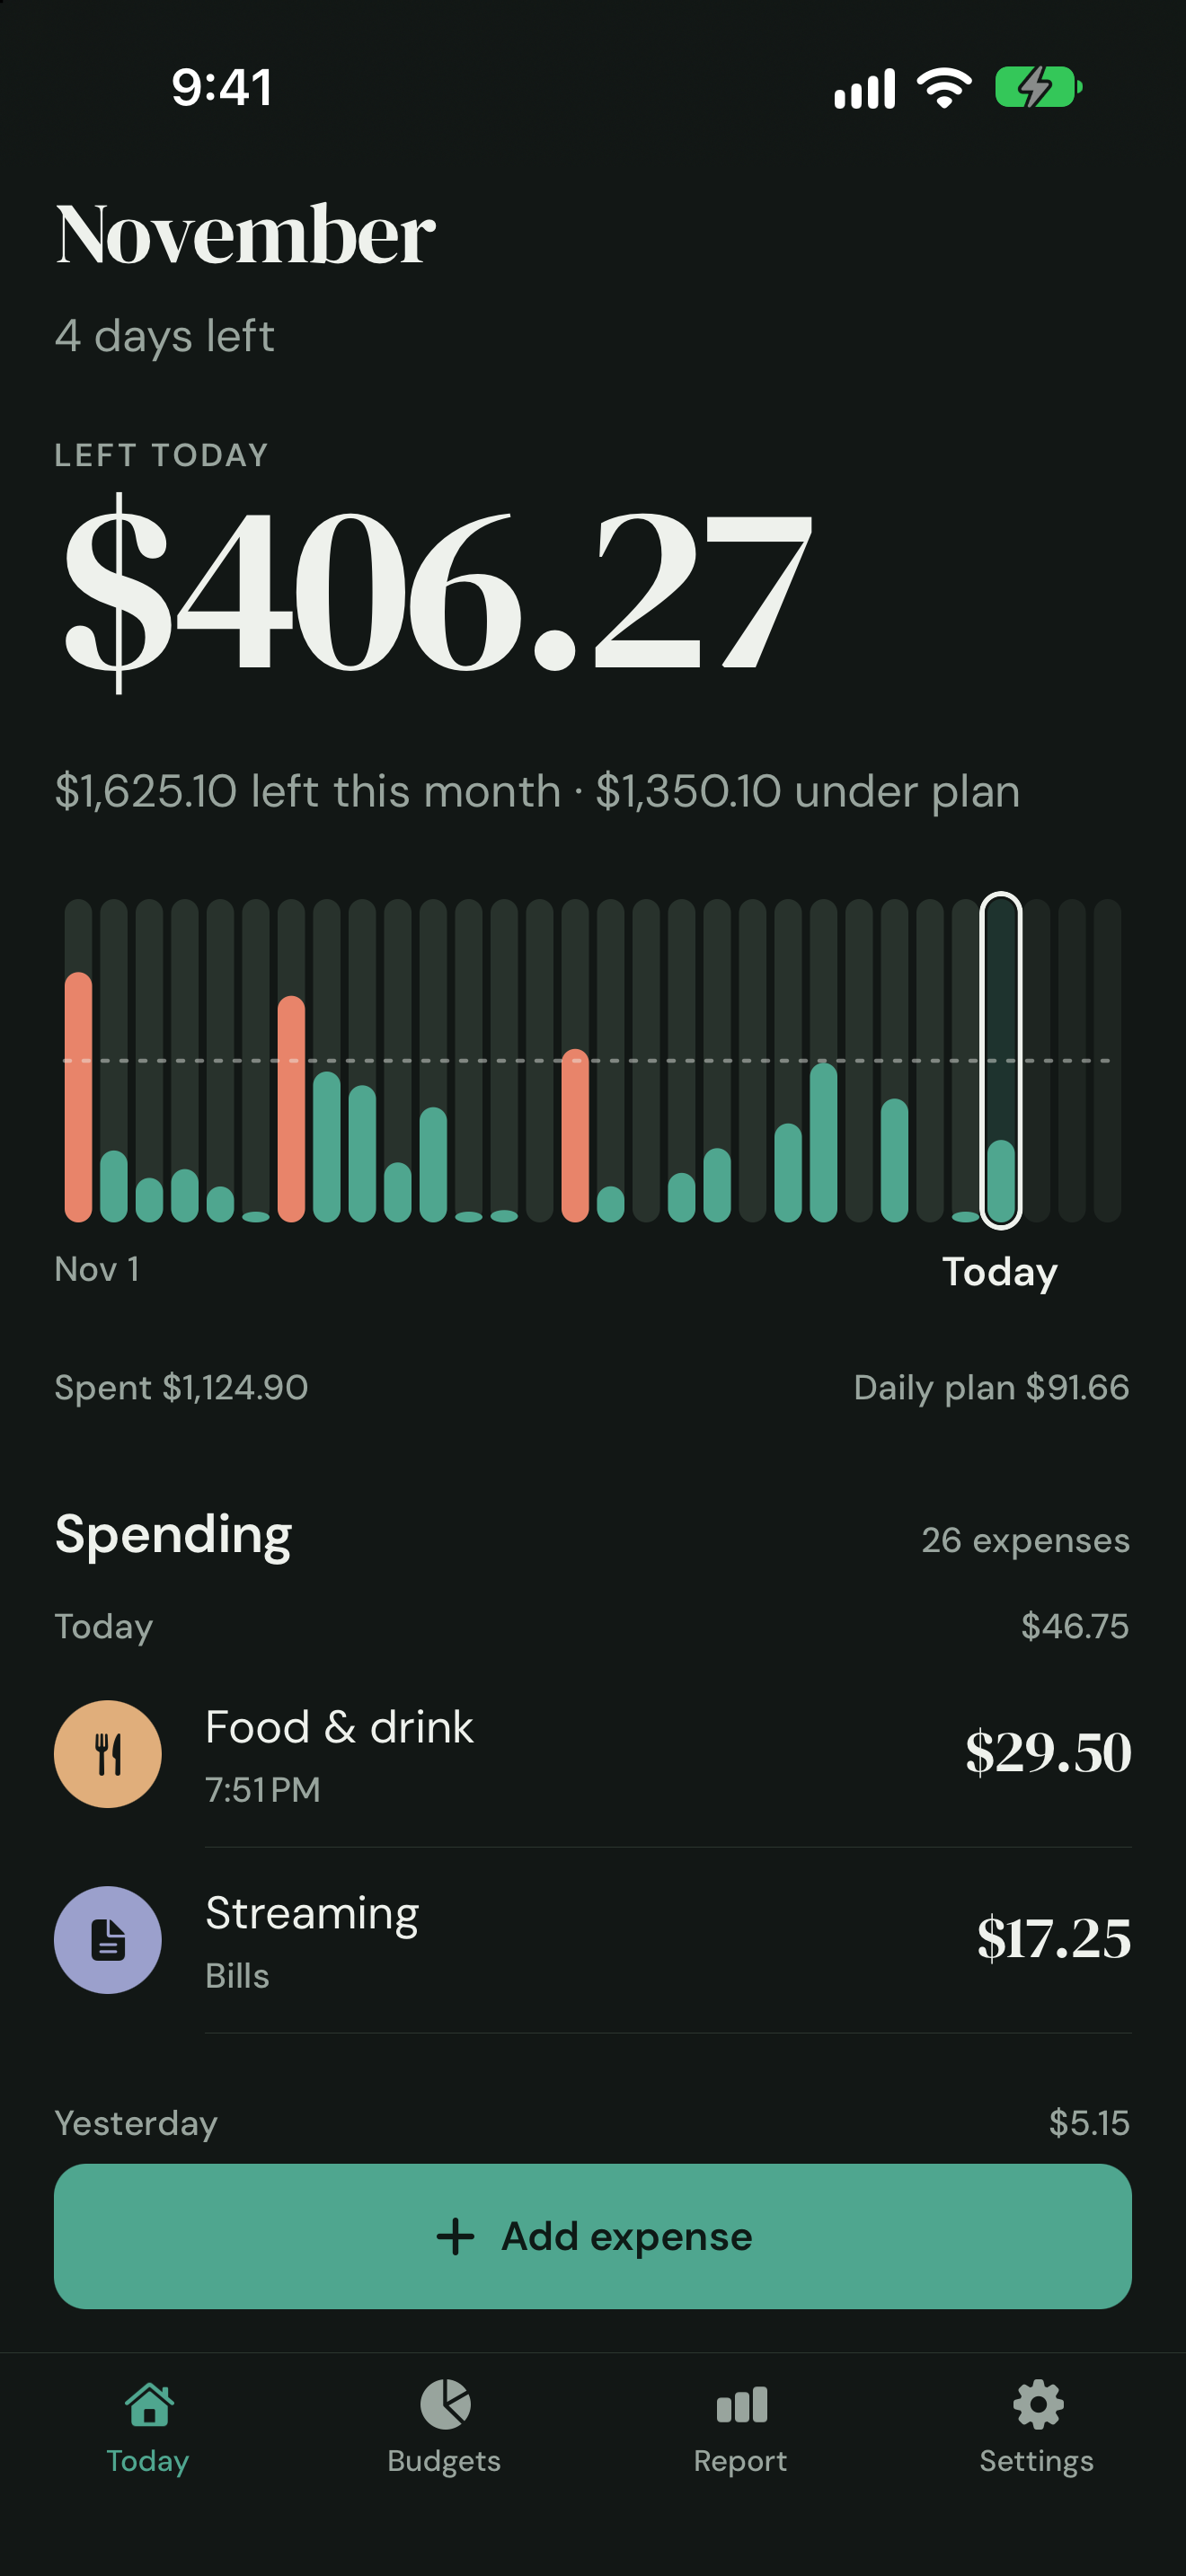 9:41
November
4 days left
LEFT TODAY
$406.27
$1,625.10 left this month · $1,350.10 under plan
Nov 1
Today
Spent $1,124.90
Daily plan $91.66
Spending
26 expenses
Today
$46.75
Food & drink
7:51 PM
$29.50
Streaming
Bills
$17.25
Yesterday
$5.15
+ Add expense
Today
Budgets
Report
Settings